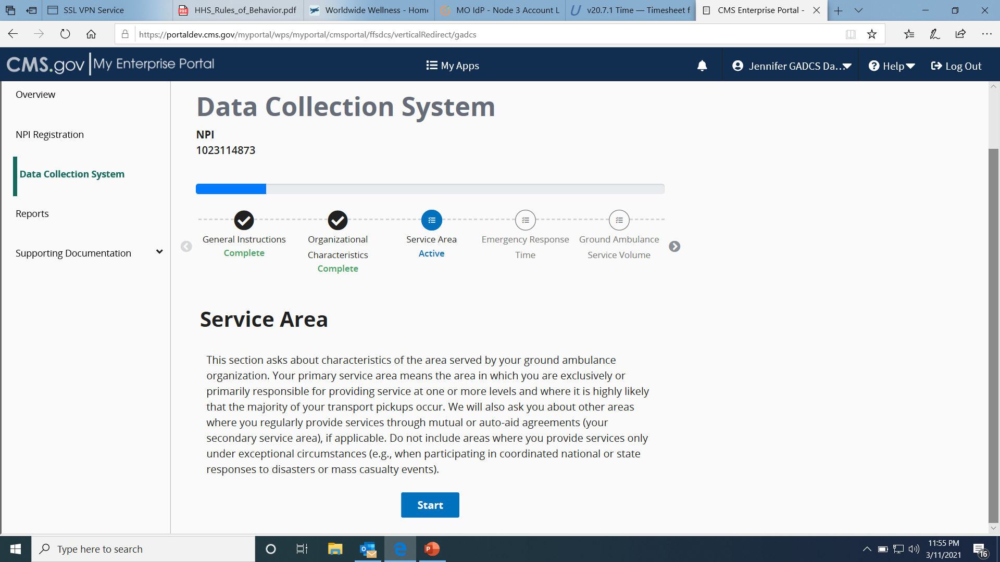 SSL VPN Service
HHS_Rules_of_Behavior.pdf
Worldwide Wellness - Home
MO IdP - Node 3 Account L
v20.7.1 Time — Timesheet f
CMS Enterprise Portal -
https://portaldev.cms.gov/myportal/wps/myportal/cmsportal/ffsdcs/verticalRedirect/gadcs
CMS.gov My Enterprise Portal
My Apps
Jennifer GADCS Da...
Help
Log Out
Overview
NPI Registration
Data Collection System
Reports
Supporting Documentation
Data Collection System
NPI
1023114873
General Instructions
Complete
Organizational
Characteristics
Complete
Service Area
Active
Emergency Response
Time
Ground Ambulance
Service Volume
Service Area
This section asks about characteristics of the area served by your ground ambulance
organization. Your primary service area means the area in which you are exclusively or
primarily responsible for providing service at one or more levels and where it is highly likely
that the majority of your transport pickups occur. We will also ask you about other areas
where you regularly provide services through mutual or auto-aid agreements (your
secondary service area), if applicable. Do not include areas where you provide services only
under exceptional circumstances (e.g., when participating in coordinated national or state
responses to disasters or mass casualty events).
Start
Type here to search
11:55 PM
3/11/2021
16